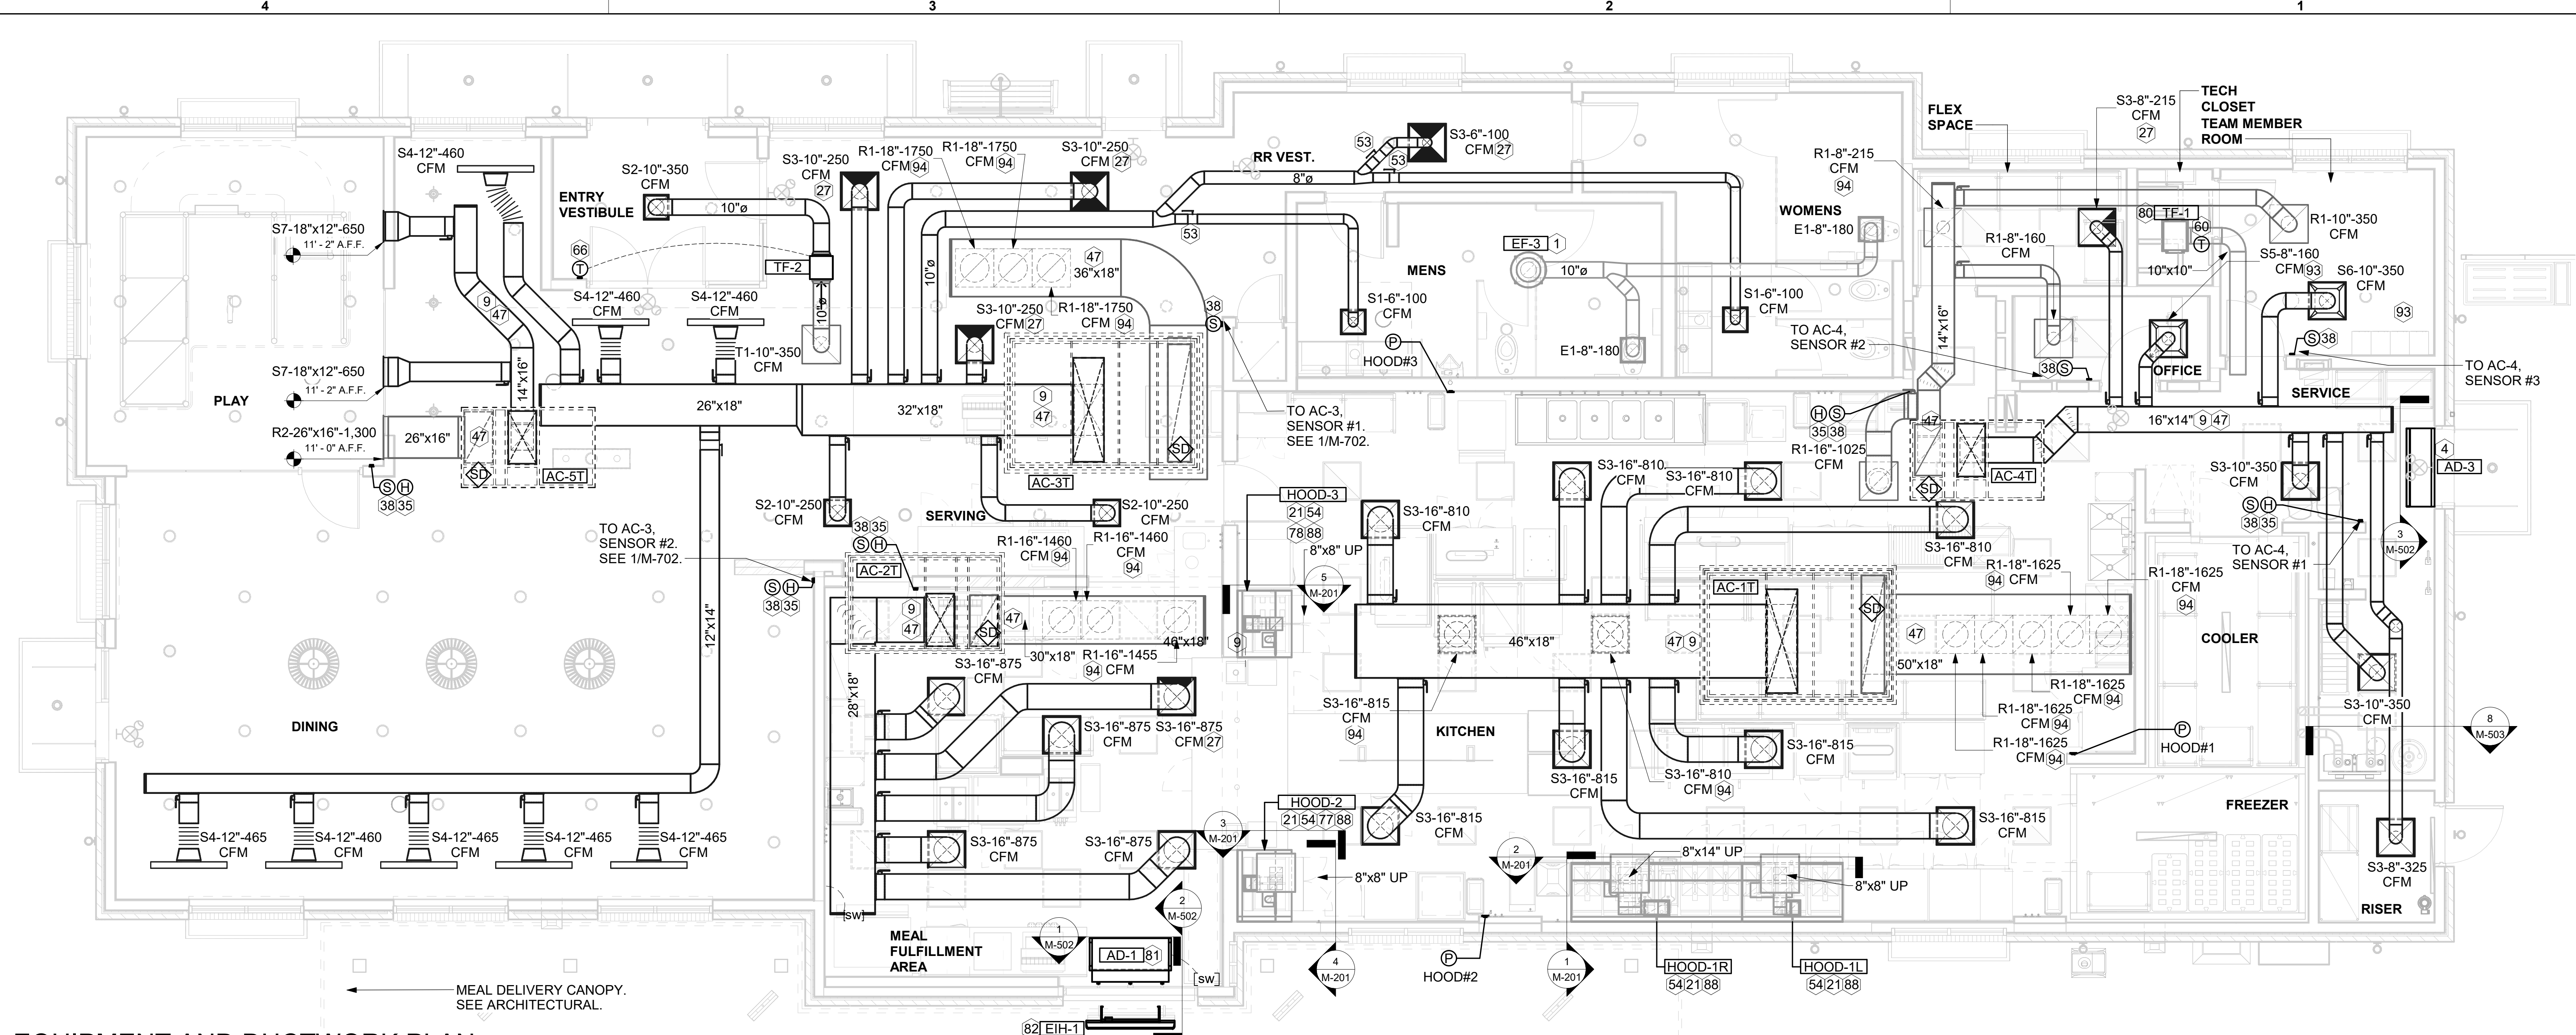 4
3
2
1
S4-12"-460
CFM
S2-10"-350
CFM
ENTRY
VESTIBULE
10"ø
S3-10"-250
CFM
27
R1-18"-1750
CFM 94
R1-18"-1750
CFM 94
S3-10"-250
CFM 27
RR VEST.
8"ø
53
53
S3-6"-100
CFM 27
53
WOMENS
E1-8"-180
R1-8"-215
CFM
94
FLEX
SPACE
S3-8"-215
CFM
27
TECH
CLOSET
TEAM MEMBER
ROOM
S7-18"x12"-650
11' - 2" A.F.F.
66
T
TF-2
9
47
S4-12"-460
CFM
S4-12"-460
CFM
10"ø
T1-10"-350
CFM
10"ø
47
36"x18"
S3-10"-250
CFM 27
R1-18"-1750
CFM 94
38
S
EF-3
1
10"ø
MENS
S1-6"-100
CFM
P
HOOD#3
E1-8"-180
S1-6"-100
CFM
TO AC-4,
SENSOR #2
14"x16"
R1-8"-160
CFM
80
TF-1
60
T
10"x10"
R1-10"-350
CFM
S5-8"-160
CFM 93
S6-10"-350
CFM
93
S 38
38 S
OFFICE
TO AC-4,
SENSOR #3
SERVICE
S7-18"x12"-650
11' - 2" A.F.F.
PLAY
14"x16"
R2-26"x16"-1,300
11' - 0" A.F.F.
26"x16"
47
SD
AC-5T
S H
38 35
26"x18"
32"x18"
9
47
SD
AC-3T
TO AC-3,
SENSOR #1.
SEE 1/M-702.
H S
35 38
R1-16"-1025
CFM
47
SD
AC-4T
16"x14" 9 47
4
AD-3
S3-10"-350
CFM
S H
38 35
3
M-502
TO AC-4,
SENSOR #1
S2-10"-250
CFM
SERVING
S2-10"-250
CFM
TO AC-3,
SENSOR #2.
SEE 1/M-702.
S H
38 35
38 35
S H
AC-2T
R1-16"-1460
CFM 94
R1-16"-1460
CFM
94
9
47
SD
47
30"x18"
R1-16"-1455
94 CFM
46"x18"
HOOD-3
21 54
78 88
8"x8" UP
5
M-201
9
S3-16"-810
CFM
S3-16"-810
CFM
S3-16"-810
CFM
S3-16"-810
CFM
AC-1T
SD
46"x18"
47 9
47
50"x18"
R1-18"-1625
94 CFM
R1-18"-1625
CFM
94
R1-18"-1625
CFM 94
R1-18"-1625
CFM 94
R1-18"-1625
CFM 94
P
HOOD#1
COOLER
S3-10"-350
CFM
8
M-503
12"x14"
DINING
28"x18"
S3-16"-875
CFM
S3-16"-875
CFM
S3-16"-875
CFM 27
S3-16"-815
CFM
94
KITCHEN
S3-16"-815
CFM
S3-16"-810
CFM 94
S3-16"-815
CFM
S3-16"-815
CFM
S3-16"-815
CFM
FREEZER
S4-12"-465
CFM
S4-12"-460
CFM
S4-12"-465
CFM
S4-12"-465
CFM
S4-12"-465
CFM
S3-16"-875
CFM
S3-16"-875
CFM
HOOD-2
21 54 77 88
3
M-201
8"x8" UP
2
M-201
8"x14" UP
8"x8" UP
S3-8"-325
CFM
RISER
[sw]
MEAL
FULFILLMENT
AREA
1
M-502
2
M-502
AD-1 81
[sw]
4
M-201
P
HOOD#2
1
M-201
HOOD-1R
54 21 88
HOOD-1L
54 21 88
MEAL DELIVERY CANOPY.
SEE ARCHITECTURAL.
82 EIH-1
EQUIPMENT AND DUCTWORK PLAN